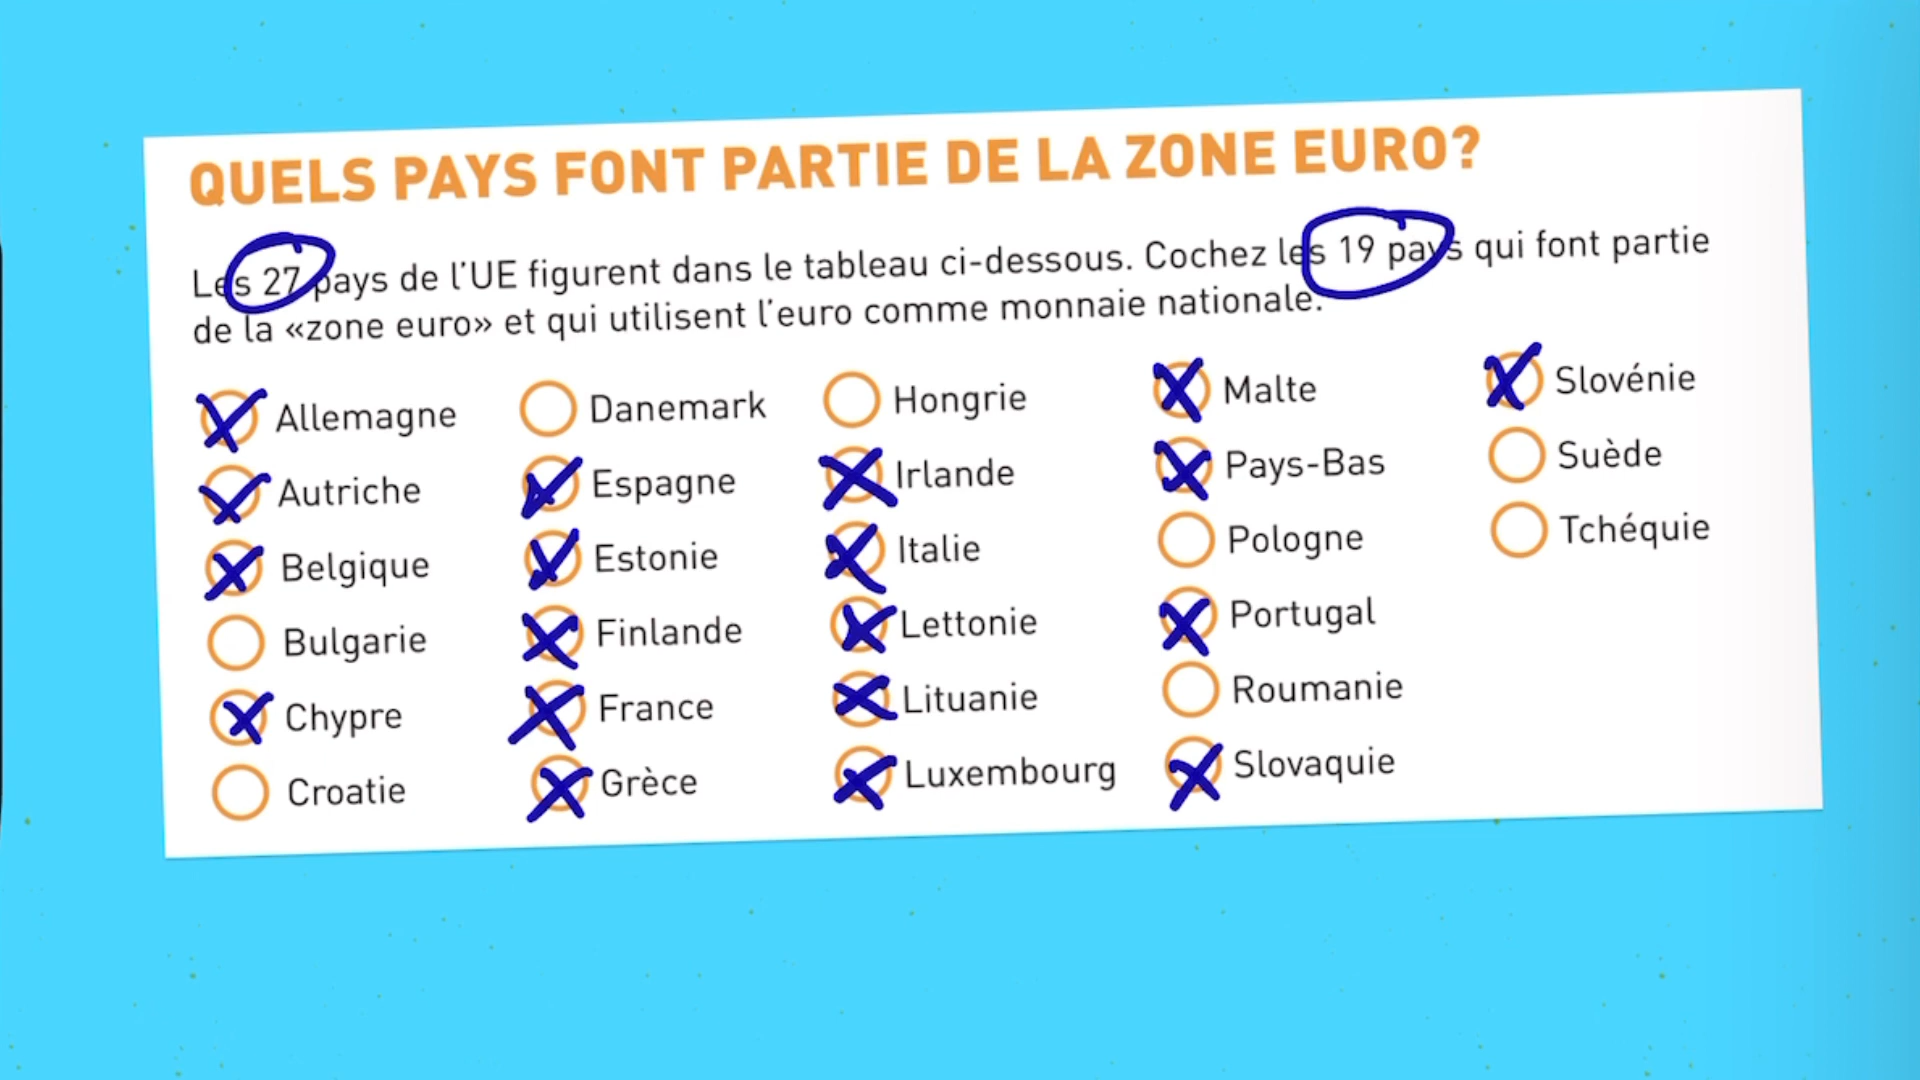 QUELS PAYS FONT PARTIE DE LA ZONE EURO?
Les 27 pays de l'UE figurent dans le tableau ci-dessous. Cochez les 19 pays qui font partie
de la «zone euro» et qui utilisent l'euro comme monnaie nationale.
Allemagne
Autriche
Belgique
Bulgarie
Chypre
Croatie
Danemark
Espagne
Estonie
Finlande
France
Grèce
Hongrie
Irlande
Italie
Lettonie
Lituanie
Luxembourg
Malte
Pays-Bas
Pologne
Portugal
Roumanie
Slovaquie
Slovénie
Suède
Tchéquie